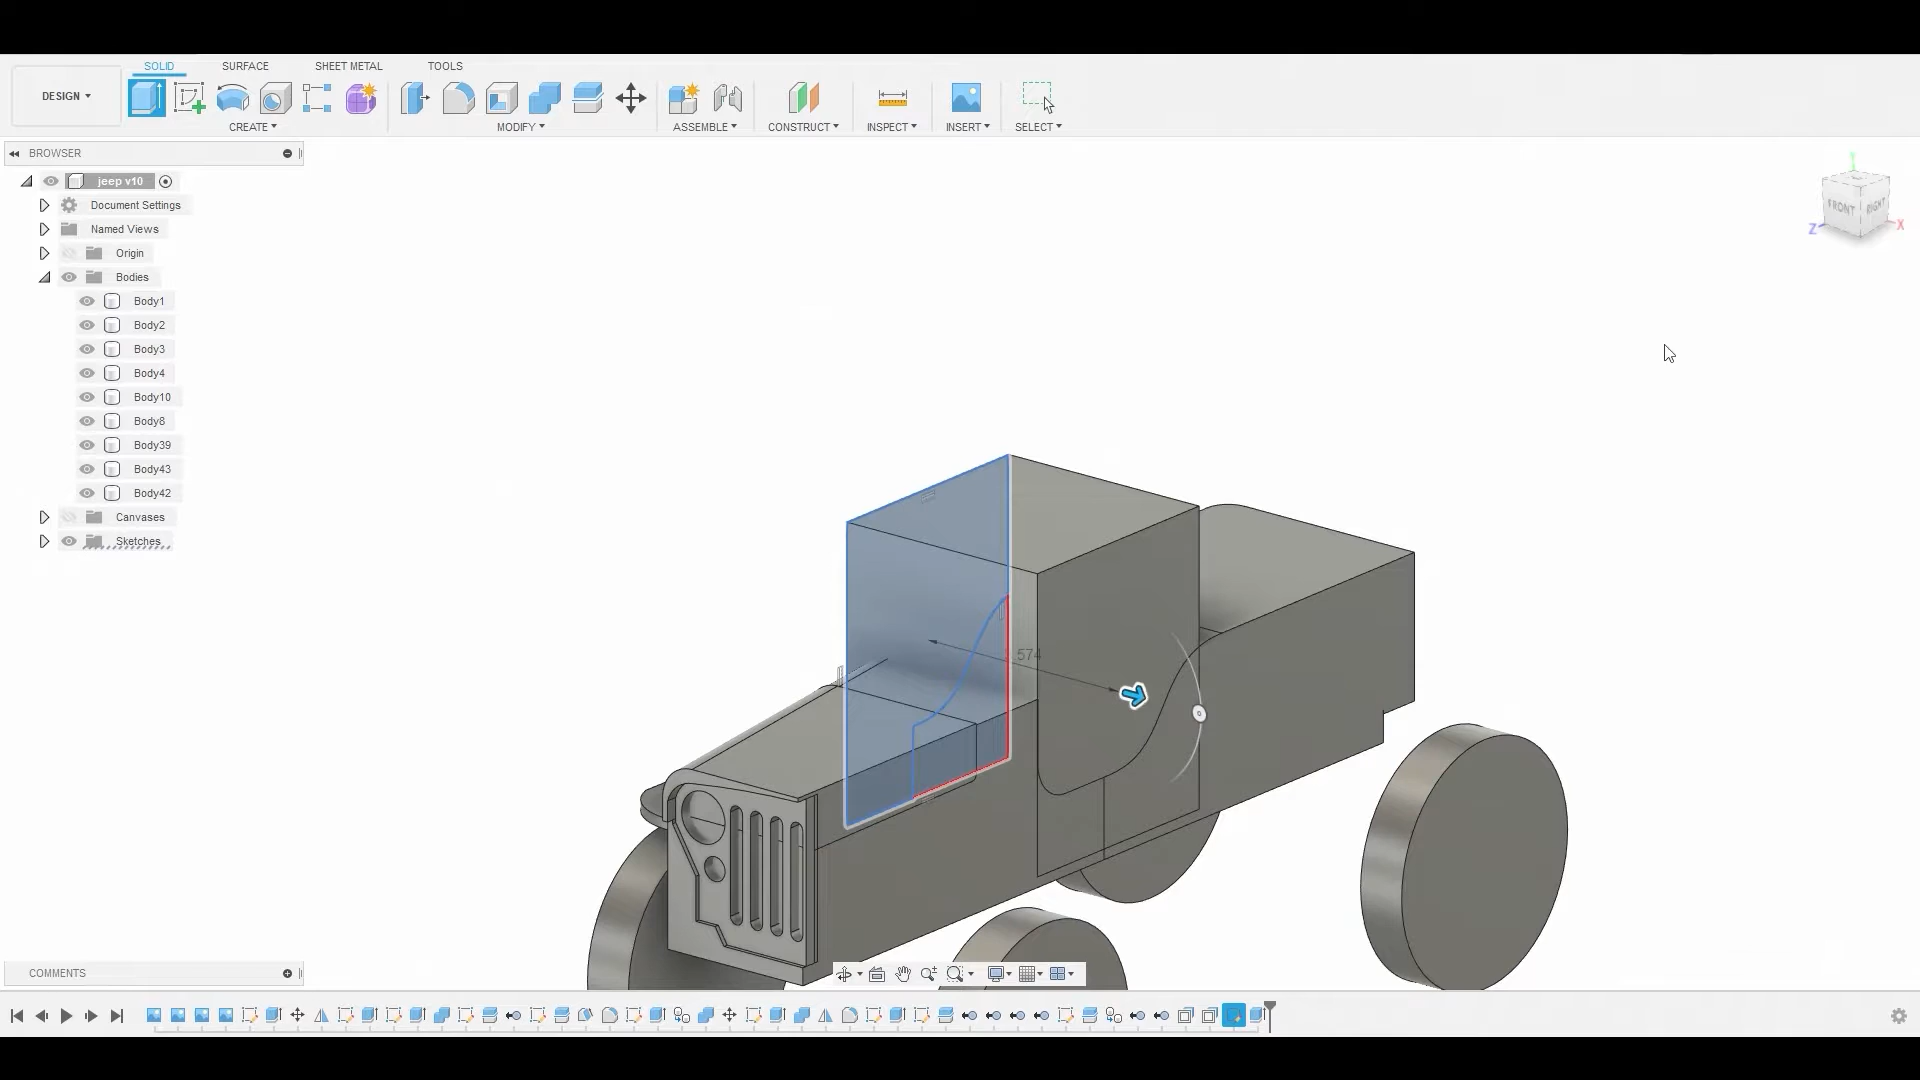 SOLID SURFACE SHEET METAL TOOLS
DESIGN
CREATE MODIFY ASSEMBLE CONSTRUCT INSPECT INSERT SELECT
BROWSER
jeep v10
Document Settings
Named Views
Origin
Bodies
Body1
Body2
Body3
Body4
Body10
Body8
Body39
Body43
Body42
Canvases
Sketches
FRONT RIGHT
Y
Z X
.574
COMMENTS